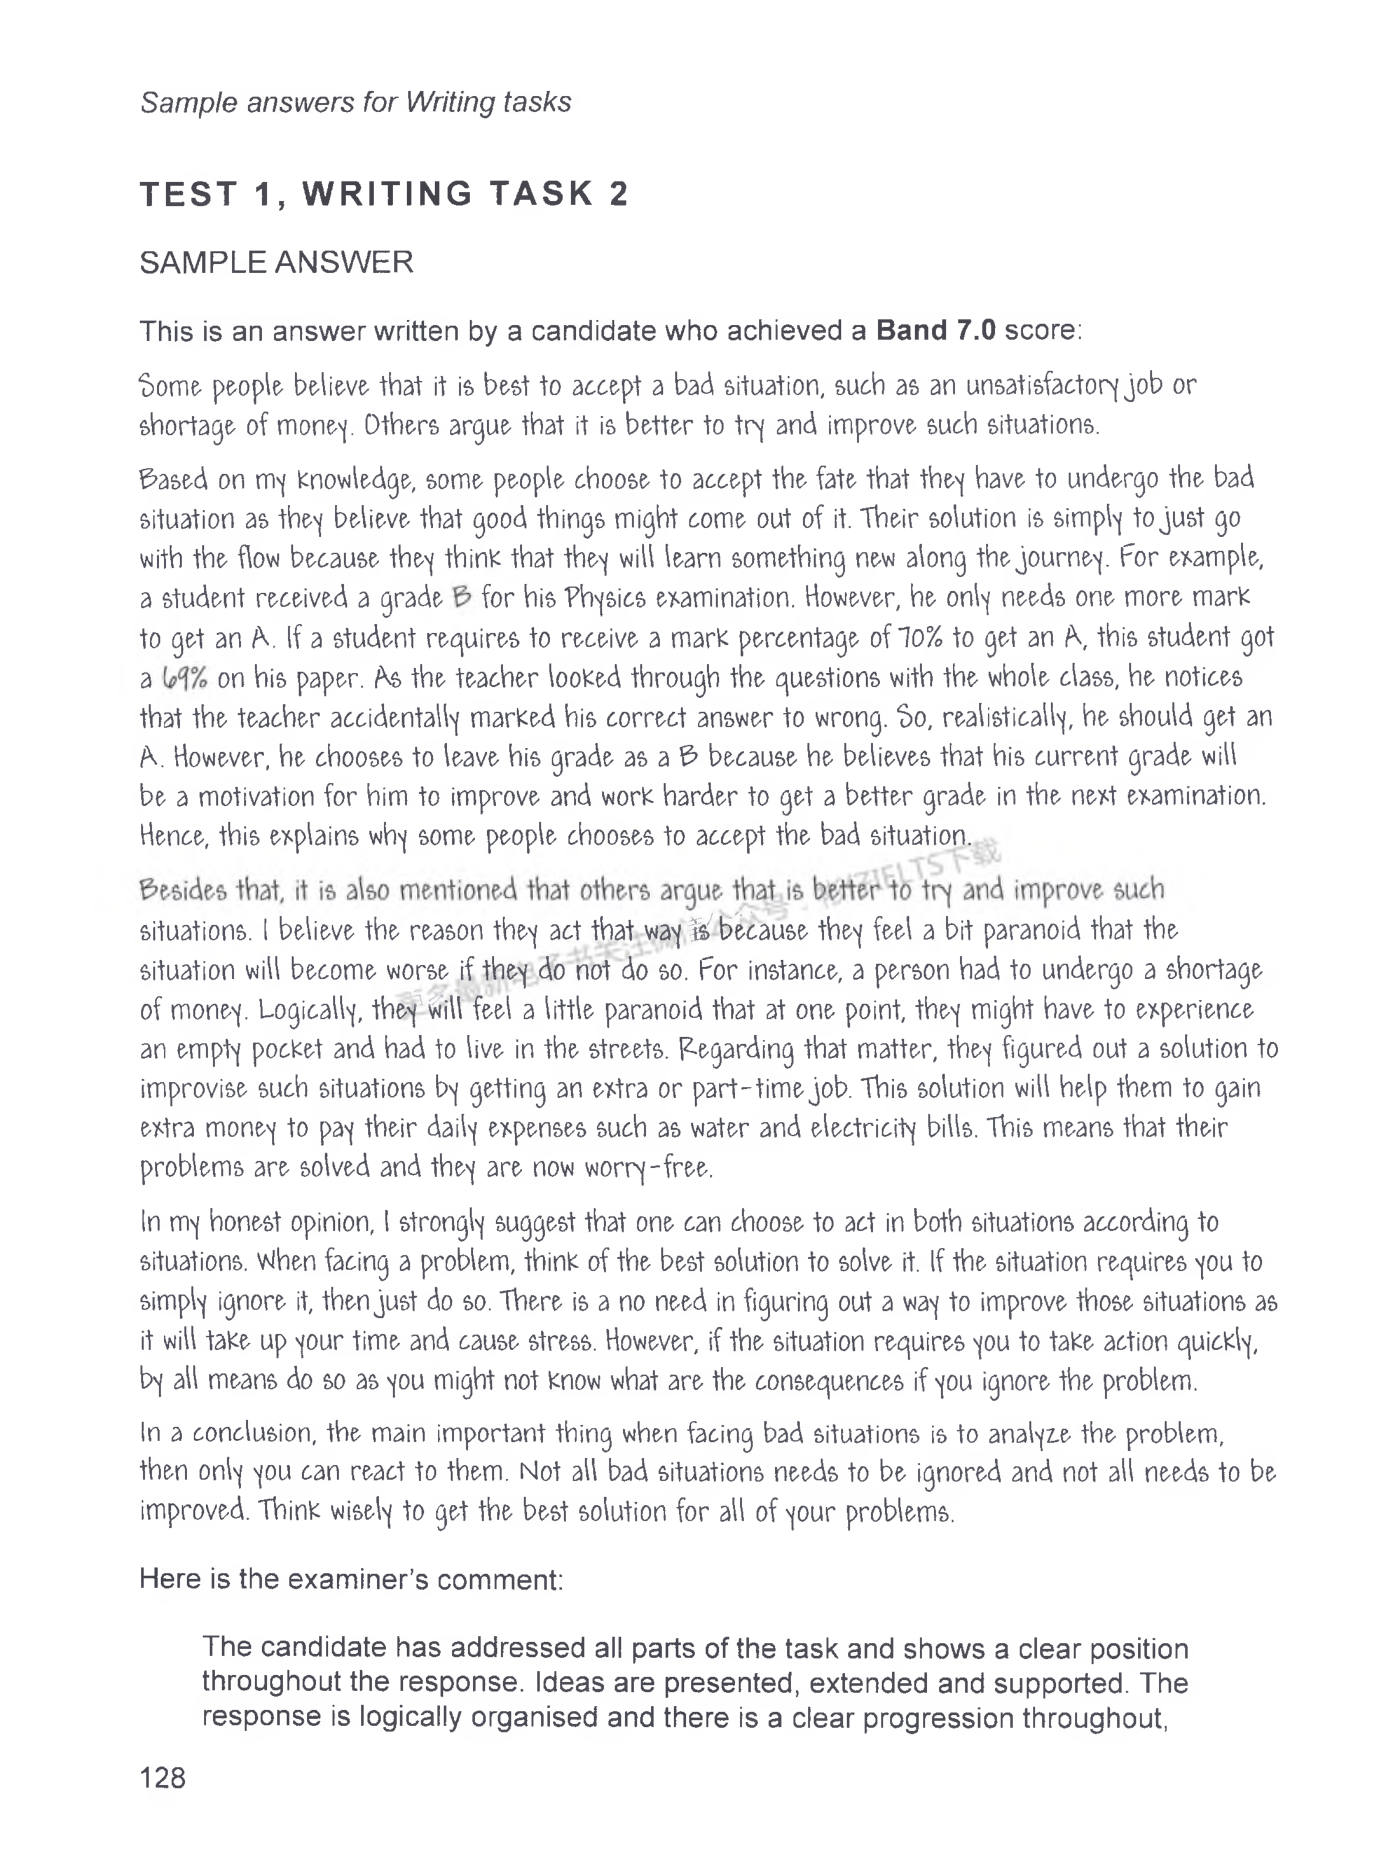 Sample answers for Writing tasks
TEST 1, WRITING TASK 2
SAMPLE ANSWER
This is an answer written by a candidate who achieved a Band 7.0 score:
Some people believe that it is best to accept a bad situation, such as an unsatisfactory job or
shortage of money. Others argue that it is better to try and improve such situations.
Based on my knowledge, some people choose to accept the fate that they have to undergo the bad
situation as they believe that good things might come out of it. Their solution is simply to just go
with the flow because they think that they will learn something new along the journey. For example,
a student received a grade B for his Physics examination. However, he only needs one more mark
to get an A. If a student requires to receive a mark percentage of 70% to get an A, this student got
a 69% on his paper. As the teacher looked through the questions with the whole class, he notices
that the teacher accidentally marked his correct answer to wrong. So, realistically, he should get an
A. However, he chooses to leave his grade as a B because he believes that his current grade will
be a motivation for him to improve and work harder to get a better grade in the next examination.
Hence, this explains why some people chooses to accept the bad situation.
Besides that, it is also mentioned that others argue that is better to try and improve such
situations. I believe the reason they act that way is because they feel a bit paranoid that the
situation will become worse if they do not do so. For instance, a person had to undergo a shortage
of money. Logically, they will feel a little paranoid that at one point, they might have to experience
an empty pocket and had to live in the streets. Regarding that matter, they figured out a solution to
improvise such situations by getting an extra or part-time job. This solution will help them to gain
extra money to pay their daily expenses such as water and electricity bills. This means that their
problems are solved and they are now worry-free.
In my honest opinion, I strongly suggest that one can choose to act in both situations according to
situations. When facing a problem, think of the best solution to solve it. If the situation requires you to
simply ignore it, then just do so. There is a no need in figuring out a way to improve those situations as
it will take up your time and cause stress. However, if the situation requires you to take action quickly,
by all means do so as you might not know what are the consequences if you ignore the problem.
In a conclusion, the main important thing when facing bad situations is to analyze the problem,
then only you can react to them. Not all bad situations needs to be ignored and not all needs to be
improved. Think wisely to get the best solution for all of your problems.
Here is the examiner's comment:
The candidate has addressed all parts of the task and shows a clear position
throughout the response. Ideas are presented, extended and supported. The
response is logically organised and there is a clear progression throughout,
128